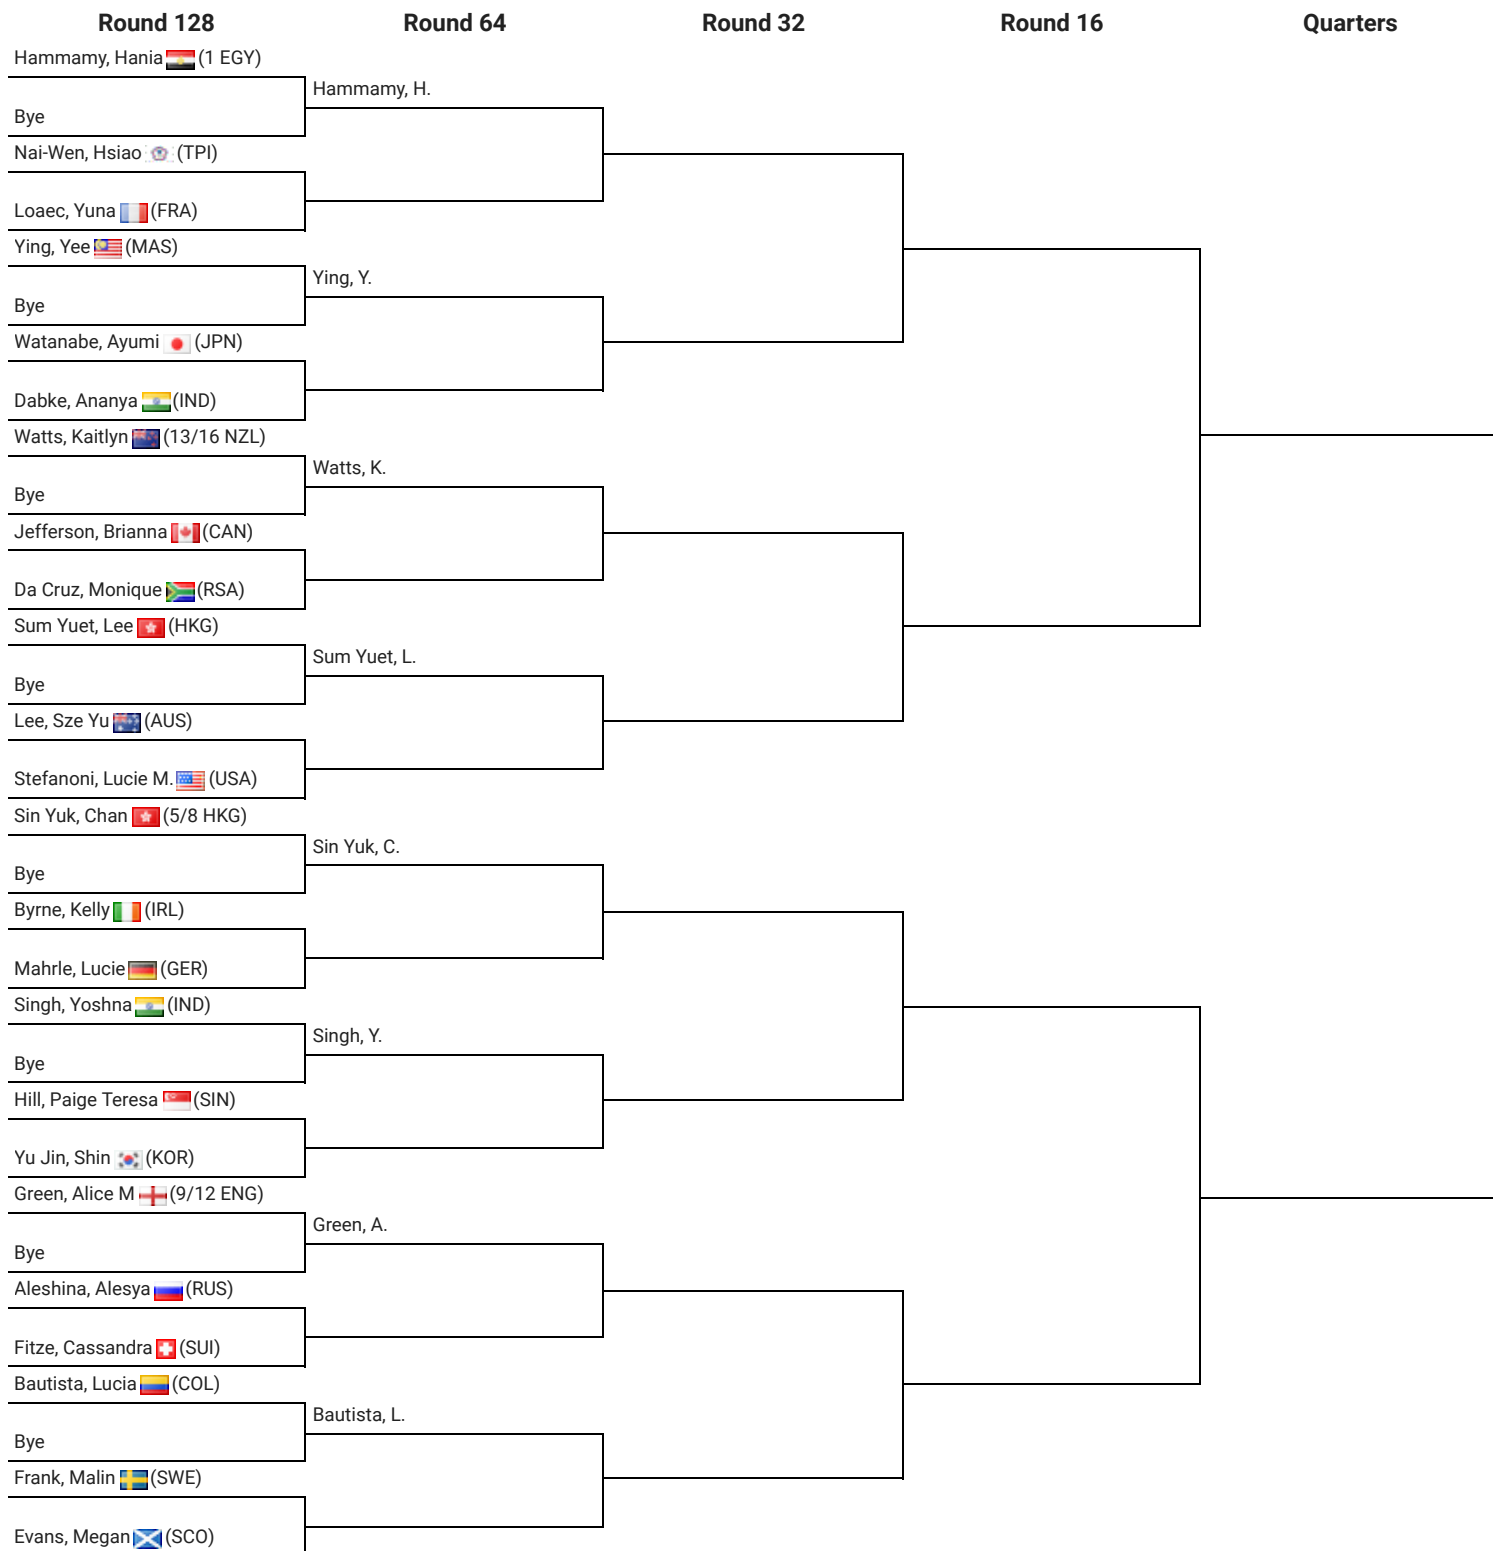 Round 128 Round 64 Round 32 Round 16 Quarters
Hammamy, Hania (1 EGY)
Hammamy, H.
Bye
Nai-Wen, Hsiao (TPI)
Loaec, Yuna (FRA)
Ying, Yee (MAS)
Ying, Y.
Bye
Watanabe, Ayumi (JPN)
Dabke, Ananya (IND)
Watts, Kaitlyn (13/16 NZL)
Watts, K.
Bye
Jefferson, Brianna (CAN)
Da Cruz, Monique (RSA)
Sum Yuet, Lee (HKG)
Sum Yuet, L.
Bye
Lee, Sze Yu (AUS)
Stefanoni, Lucie M. (USA)
Sin Yuk, Chan (5/8 HKG)
Sin Yuk, C.
Bye
Byrne, Kelly (IRL)
Mahrle, Lucie (GER)
Singh, Yoshna (IND)
Singh, Y.
Bye
Hill, Paige Teresa (SIN)
Yu Jin, Shin (KOR)
Green, Alice M (9/12 ENG)
Green, A.
Bye
Aleshina, Alesya (RUS)
Fitze, Cassandra (SUI)
Bautista, Lucia (COL)
Bautista, L.
Bye
Frank, Malin (SWE)
Evans, Megan (SCO)